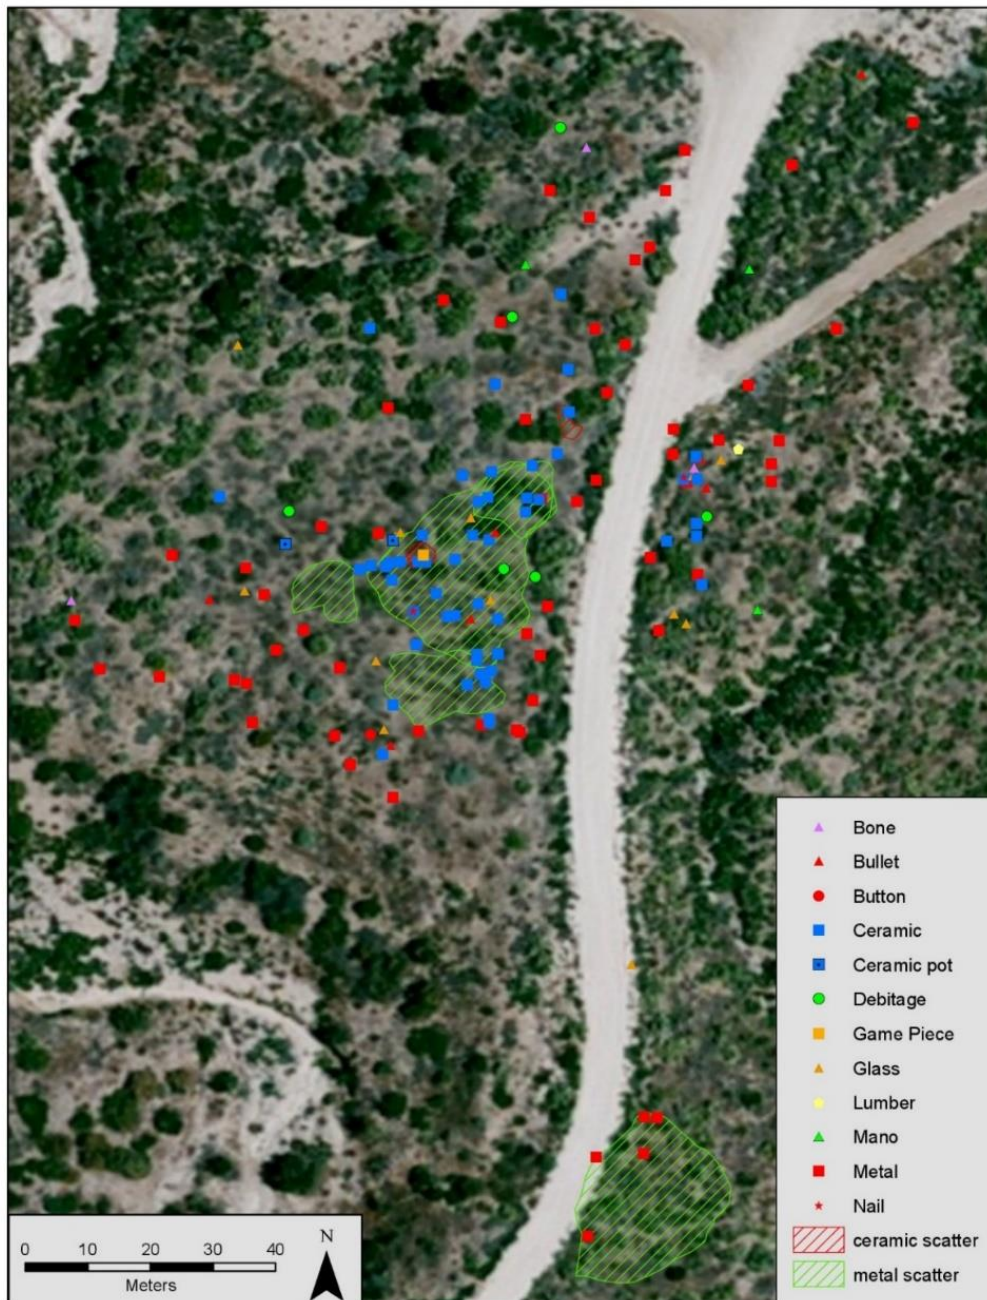 Bone
Bullet
Button
Ceramic
Ceramic pot
Debitage
Game Piece
Glass
Lumber
Mano
Metal
Nail
ceramic scatter
metal scatter
0 10 20 30 40
Meters
N